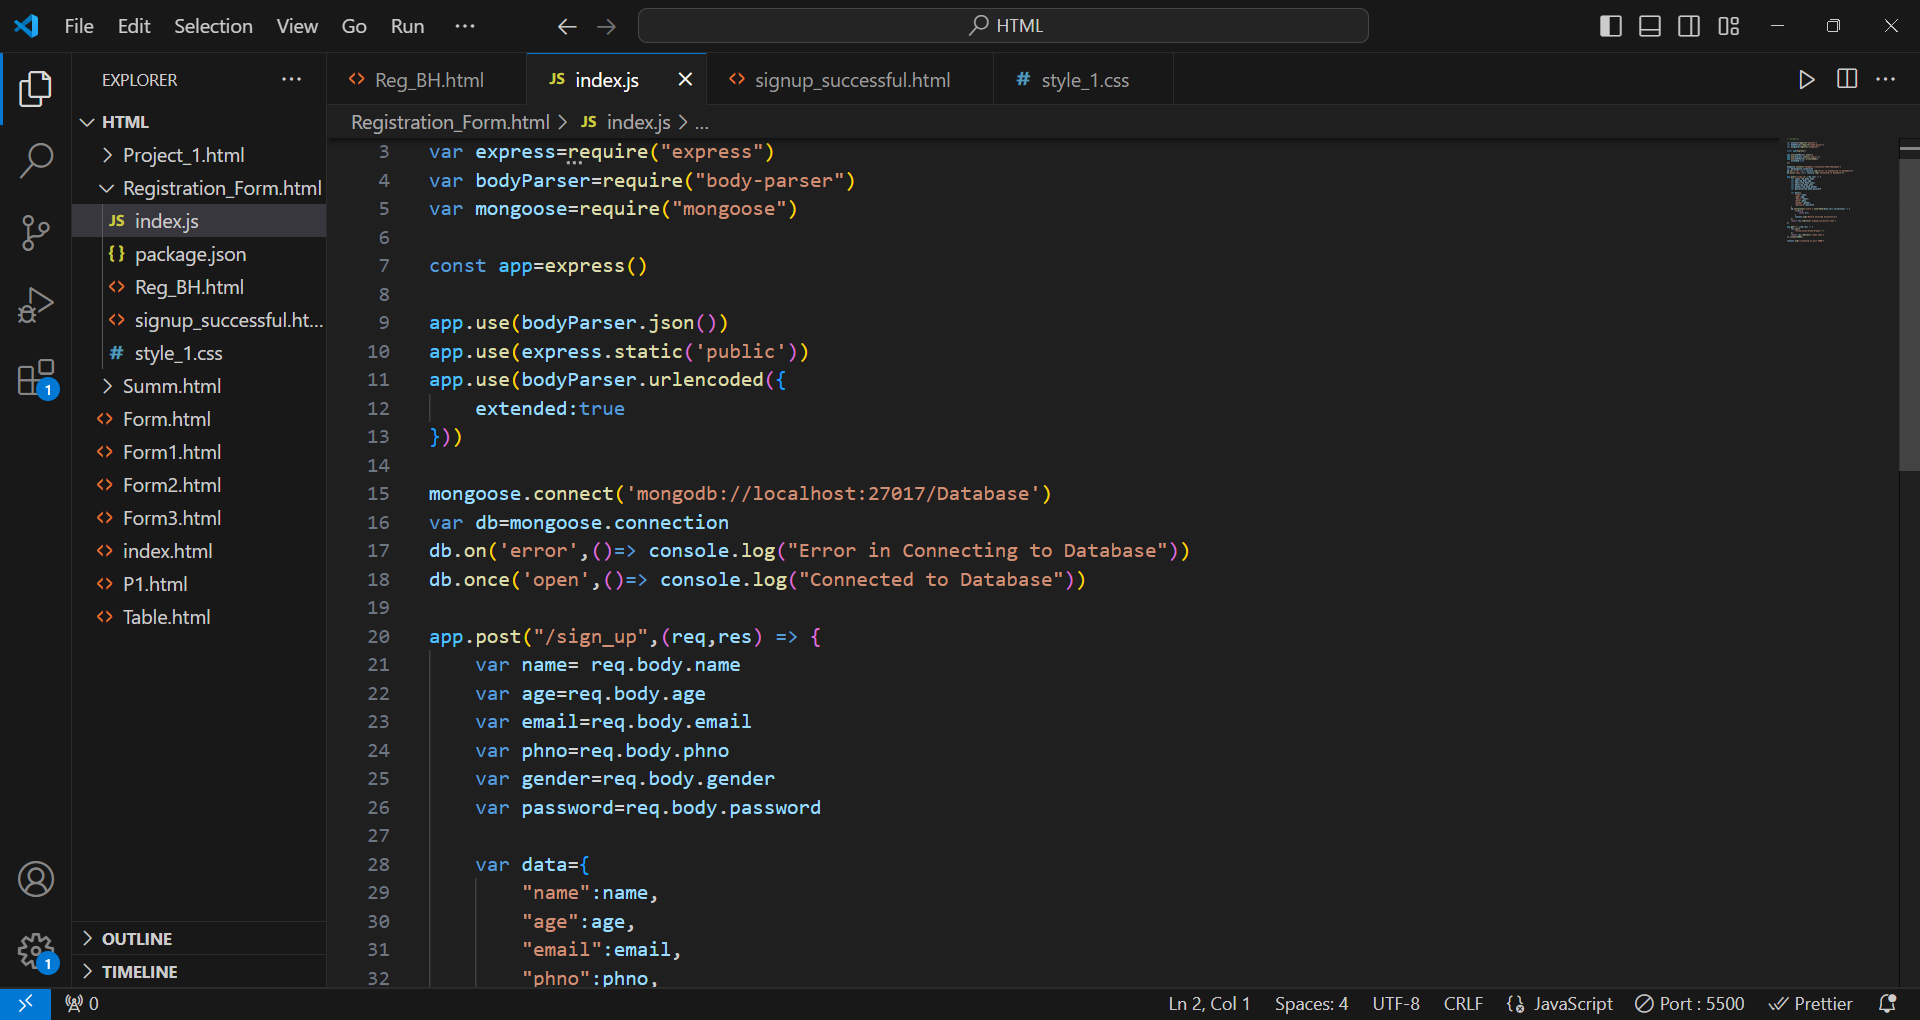 File Edit Selection View Go Run ···
HTML
EXPLORER ···
HTML
Project_1.html
Registration_Form.html
JS index.js
{} package.json
<> Reg_BH.html
<> signup_successful.ht...
# style_1.css
Summ.html
<> Form.html
<> Form1.html
<> Form2.html
<> Form3.html
<> index.html
<> P1.html
<> Table.html
OUTLINE
TIMELINE
1
1
<> Reg_BH.html JS index.js <> signup_successful.html # style_1.css ···
Registration_Form.html > JS index.js > ...
3 var express=require("express")
4 var bodyParser=require("body-parser")
5 var mongoose=require("mongoose")
6
7 const app=express()
8
9 app.use(bodyParser.json())
10 app.use(express.static('public'))
11 app.use(bodyParser.urlencoded({
12     extended:true
13 }))
14
15 mongoose.connect('mongodb://localhost:27017/Database')
16 var db=mongoose.connection
17 db.on('error',()=> console.log("Error in Connecting to Database"))
18 db.once('open',()=> console.log("Connected to Database"))
19
20 app.post("/sign_up",(req,res) => {
21     var name= req.body.name
22     var age=req.body.age
23     var email=req.body.email
24     var phno=req.body.phno
25     var gender=req.body.gender
26     var password=req.body.password
27
28     var data={
29         "name":name,
30         "age":age,
31         "email":email,
32         "phno":phno,
0 Ln 2, Col 1 Spaces: 4 UTF-8 CRLF {} JavaScript Port : 5500 Prettier